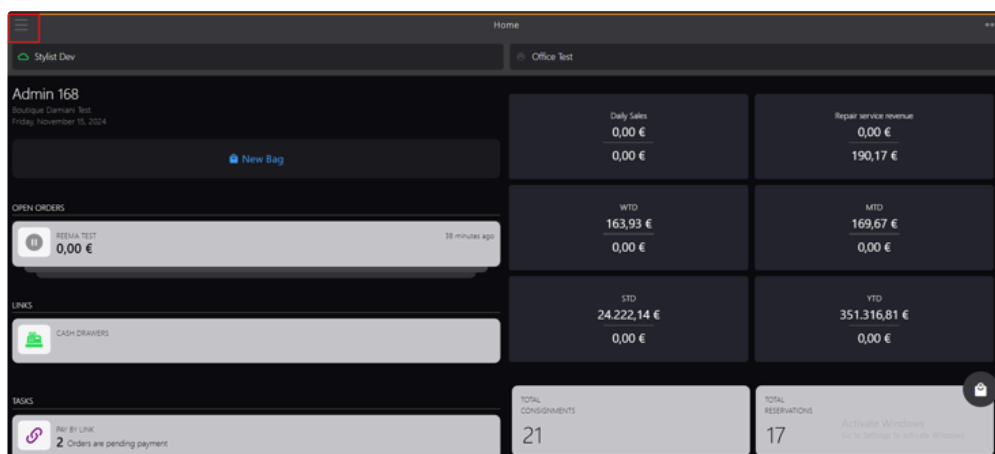 Home
Stylist Dev
Office Test
Admin 168
Boutique Damiani Test
Friday, November 15, 2024
New Bag
OPEN ORDERS
REEMA TEST
38 minutes ago
0,00 €
LINKS
CASH DRAWERS
TASKS
PAY BY LINK
2 Orders are pending payment
Daily Sales
0,00 €
0,00 €
Repair service revenue
0,00 €
190,17 €
WTD
163,93 €
0,00 €
MTD
169,67 €
0,00 €
STD
24.222,14 €
0,00 €
YTD
351.316,81 €
0,00 €
TOTAL
CONSIGNMENTS
21
TOTAL
RESERVATIONS
17
Activate Windows
Go to Settings to activate Windows.